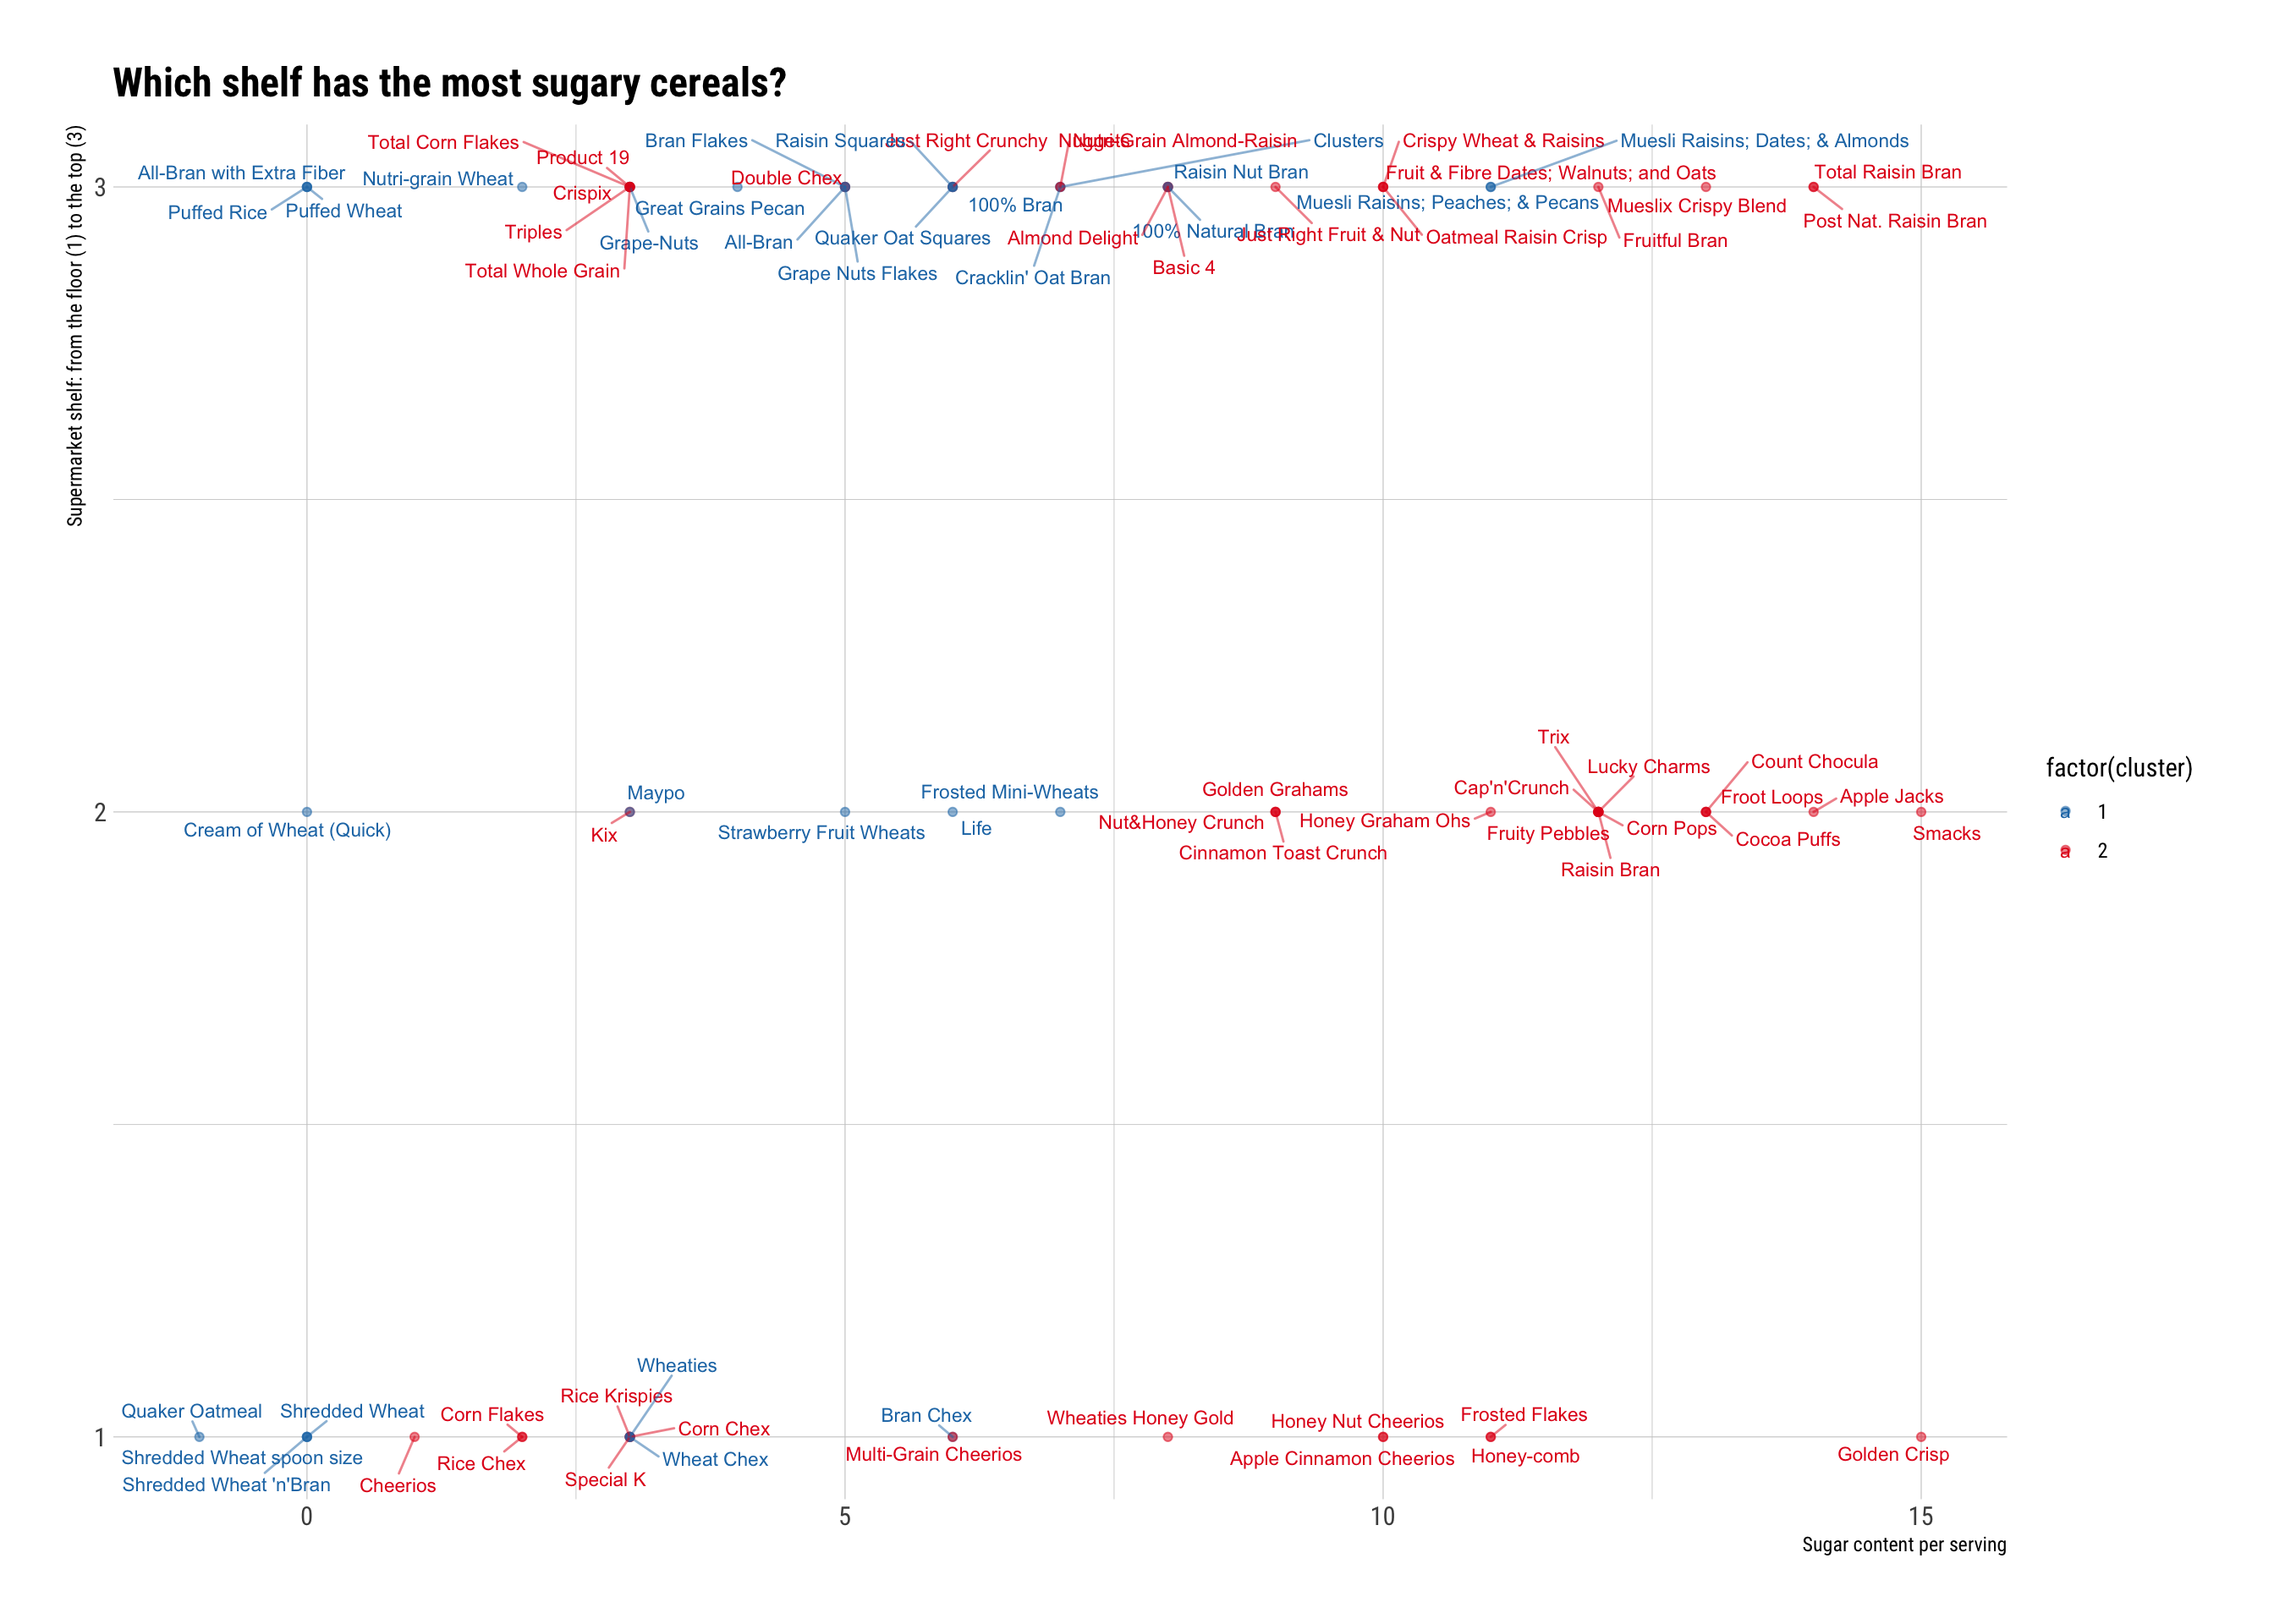 Which shelf has the most sugary cereals?
Supermarket shelf: from the floor (1) to the top (3)
Total Corn Flakes
Bran Flakes
Raisin Squares
Just Right Crunchy  Nuggets
Nutri-Grain Almond-Raisin
Clusters
Crispy Wheat & Raisins
Muesli Raisins; Dates; & Almonds
Product 19
All-Bran with Extra Fiber
Nutri-grain Wheat
Double Chex
Raisin Nut Bran
Fruit & Fibre Dates; Walnuts; and Oats
Total Raisin Bran
3
Crispix
Puffed Rice
Puffed Wheat
Great Grains Pecan
100% Bran
Muesli Raisins; Peaches; & Pecans
Mueslix Crispy Blend
Post Nat. Raisin Bran
Triples
Grape-Nuts
All-Bran
Quaker Oat Squares
Almond Delight
100% Natural Bran
Just Right Fruit & Nut
Oatmeal Raisin Crisp
Fruitful Bran
Total Whole Grain
Grape Nuts Flakes
Cracklin' Oat Bran
Basic 4
Trix
Lucky Charms
Count Chocula
Maypo
Frosted Mini-Wheats
Golden Grahams
Cap'n'Crunch
Froot Loops
Apple Jacks
2
Cream of Wheat (Quick)
Kix
Strawberry Fruit Wheats
Life
Nut&Honey Crunch
Honey Graham Ohs
Fruity Pebbles
Corn Pops
Cocoa Puffs
Smacks
Cinnamon Toast Crunch
Raisin Bran
factor(cluster)
a 1
a 2
Wheaties
Rice Krispies
Quaker Oatmeal
Shredded Wheat
Corn Flakes
Corn Chex
Bran Chex
Wheaties Honey Gold
Honey Nut Cheerios
Frosted Flakes
1
Shredded Wheat spoon size
Rice Chex
Wheat Chex
Multi-Grain Cheerios
Apple Cinnamon Cheerios
Honey-comb
Golden Crisp
Shredded Wheat 'n'Bran
Cheerios
Special K
0
5
10
15
Sugar content per serving